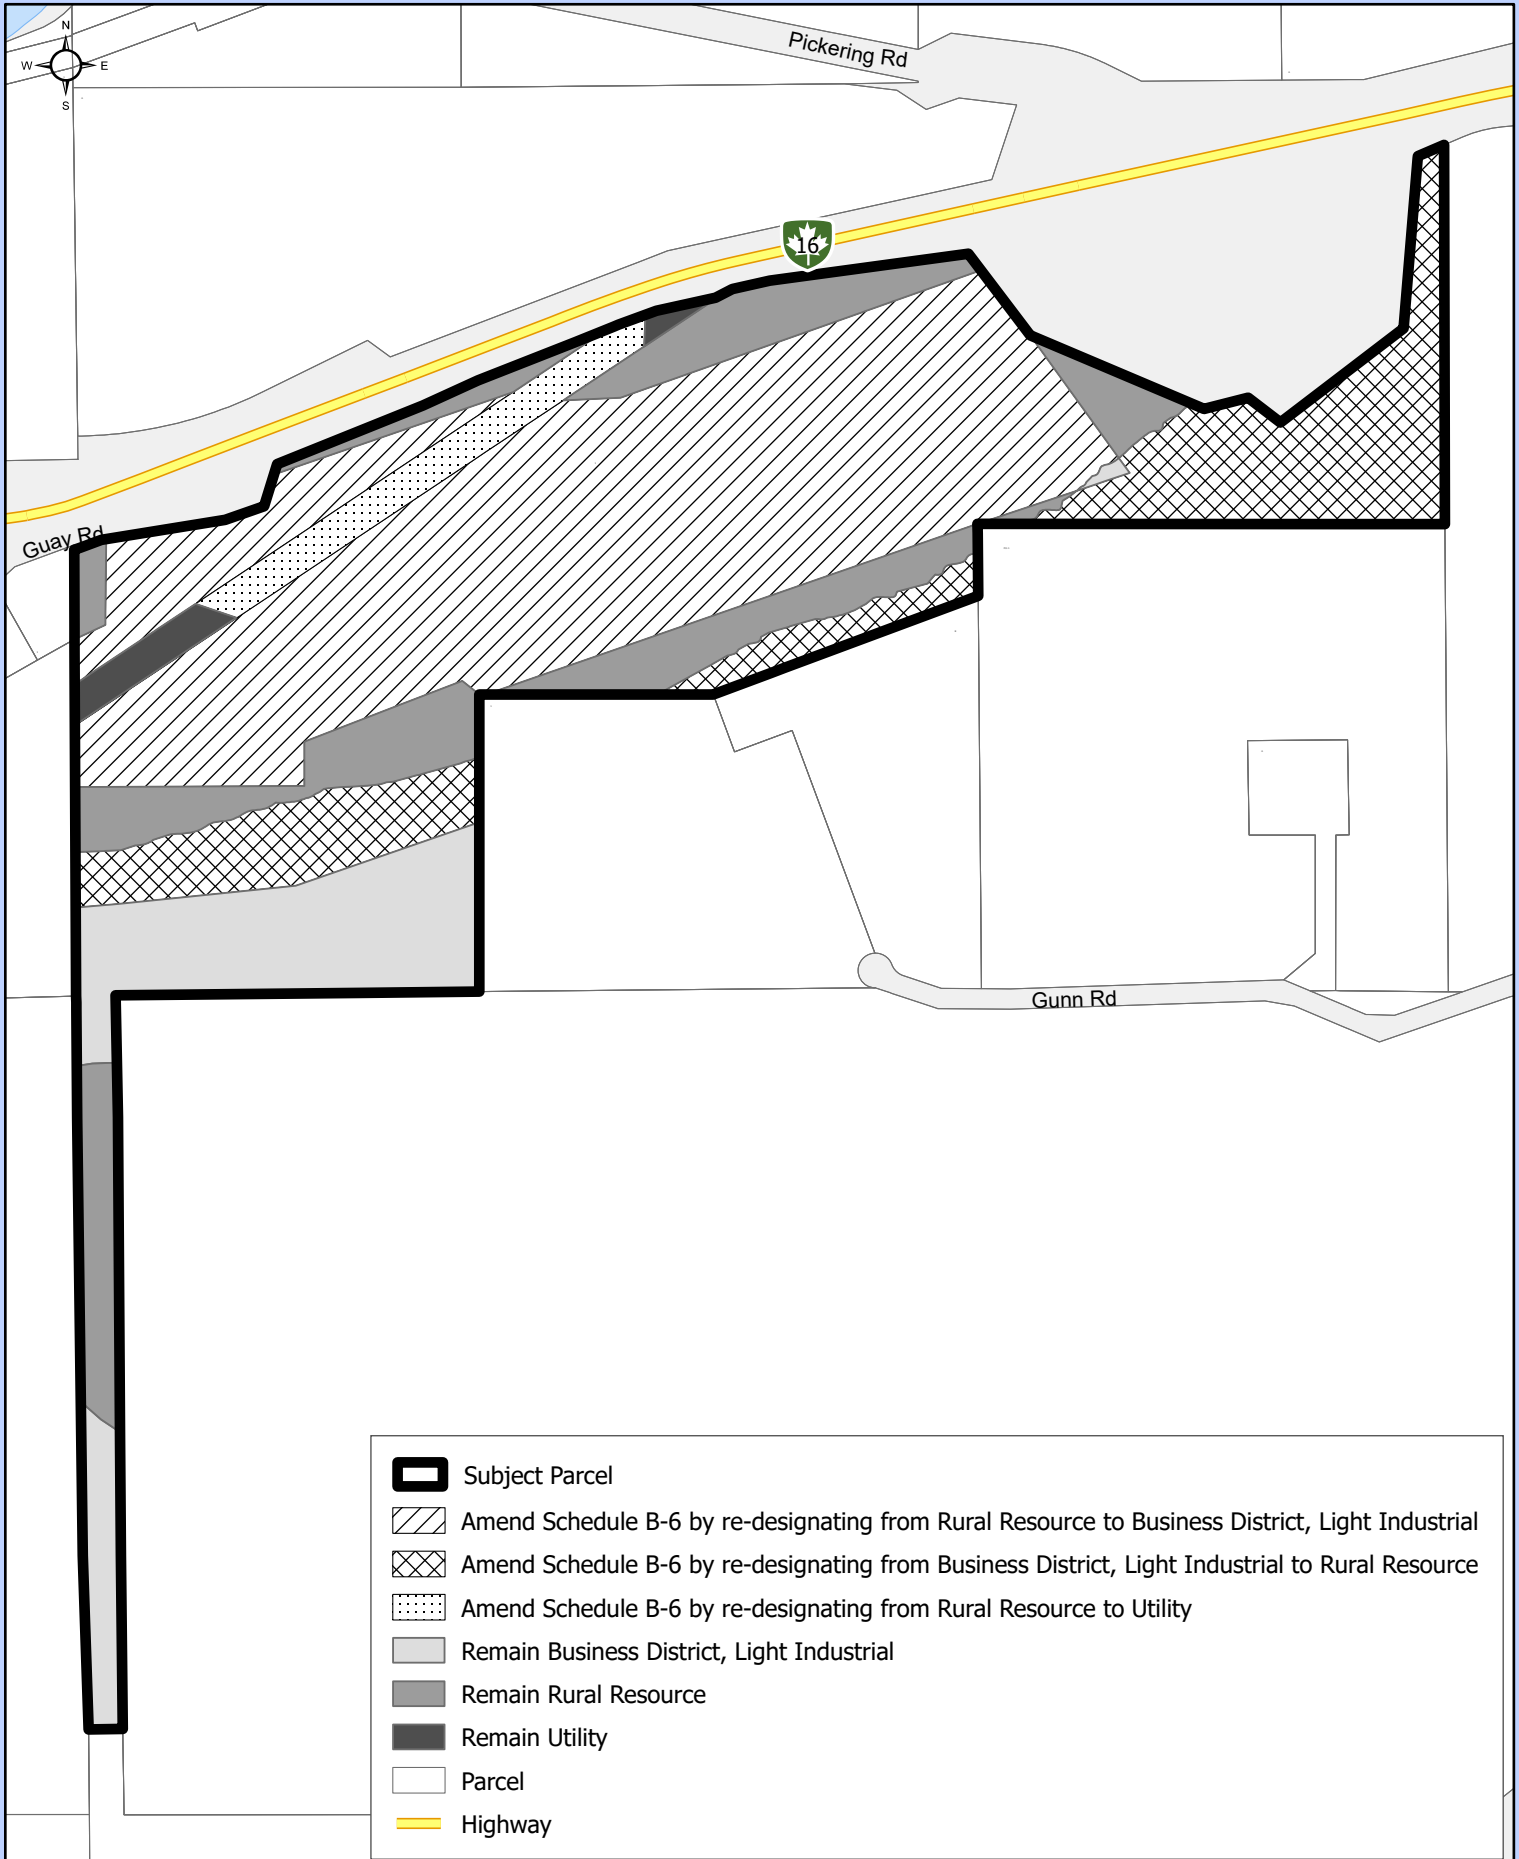 N
W E
S
Pickering Rd
16
Guay Rd
Gunn Rd
Subject Parcel
Amend Schedule B-6 by re-designating from Rural Resource to Business District, Light Industrial
Amend Schedule B-6 by re-designating from Business District, Light Industrial to Rural Resource
Amend Schedule B-6 by re-designating from Rural Resource to Utility
Remain Business District, Light Industrial
Remain Rural Resource
Remain Utility
Parcel
Highway